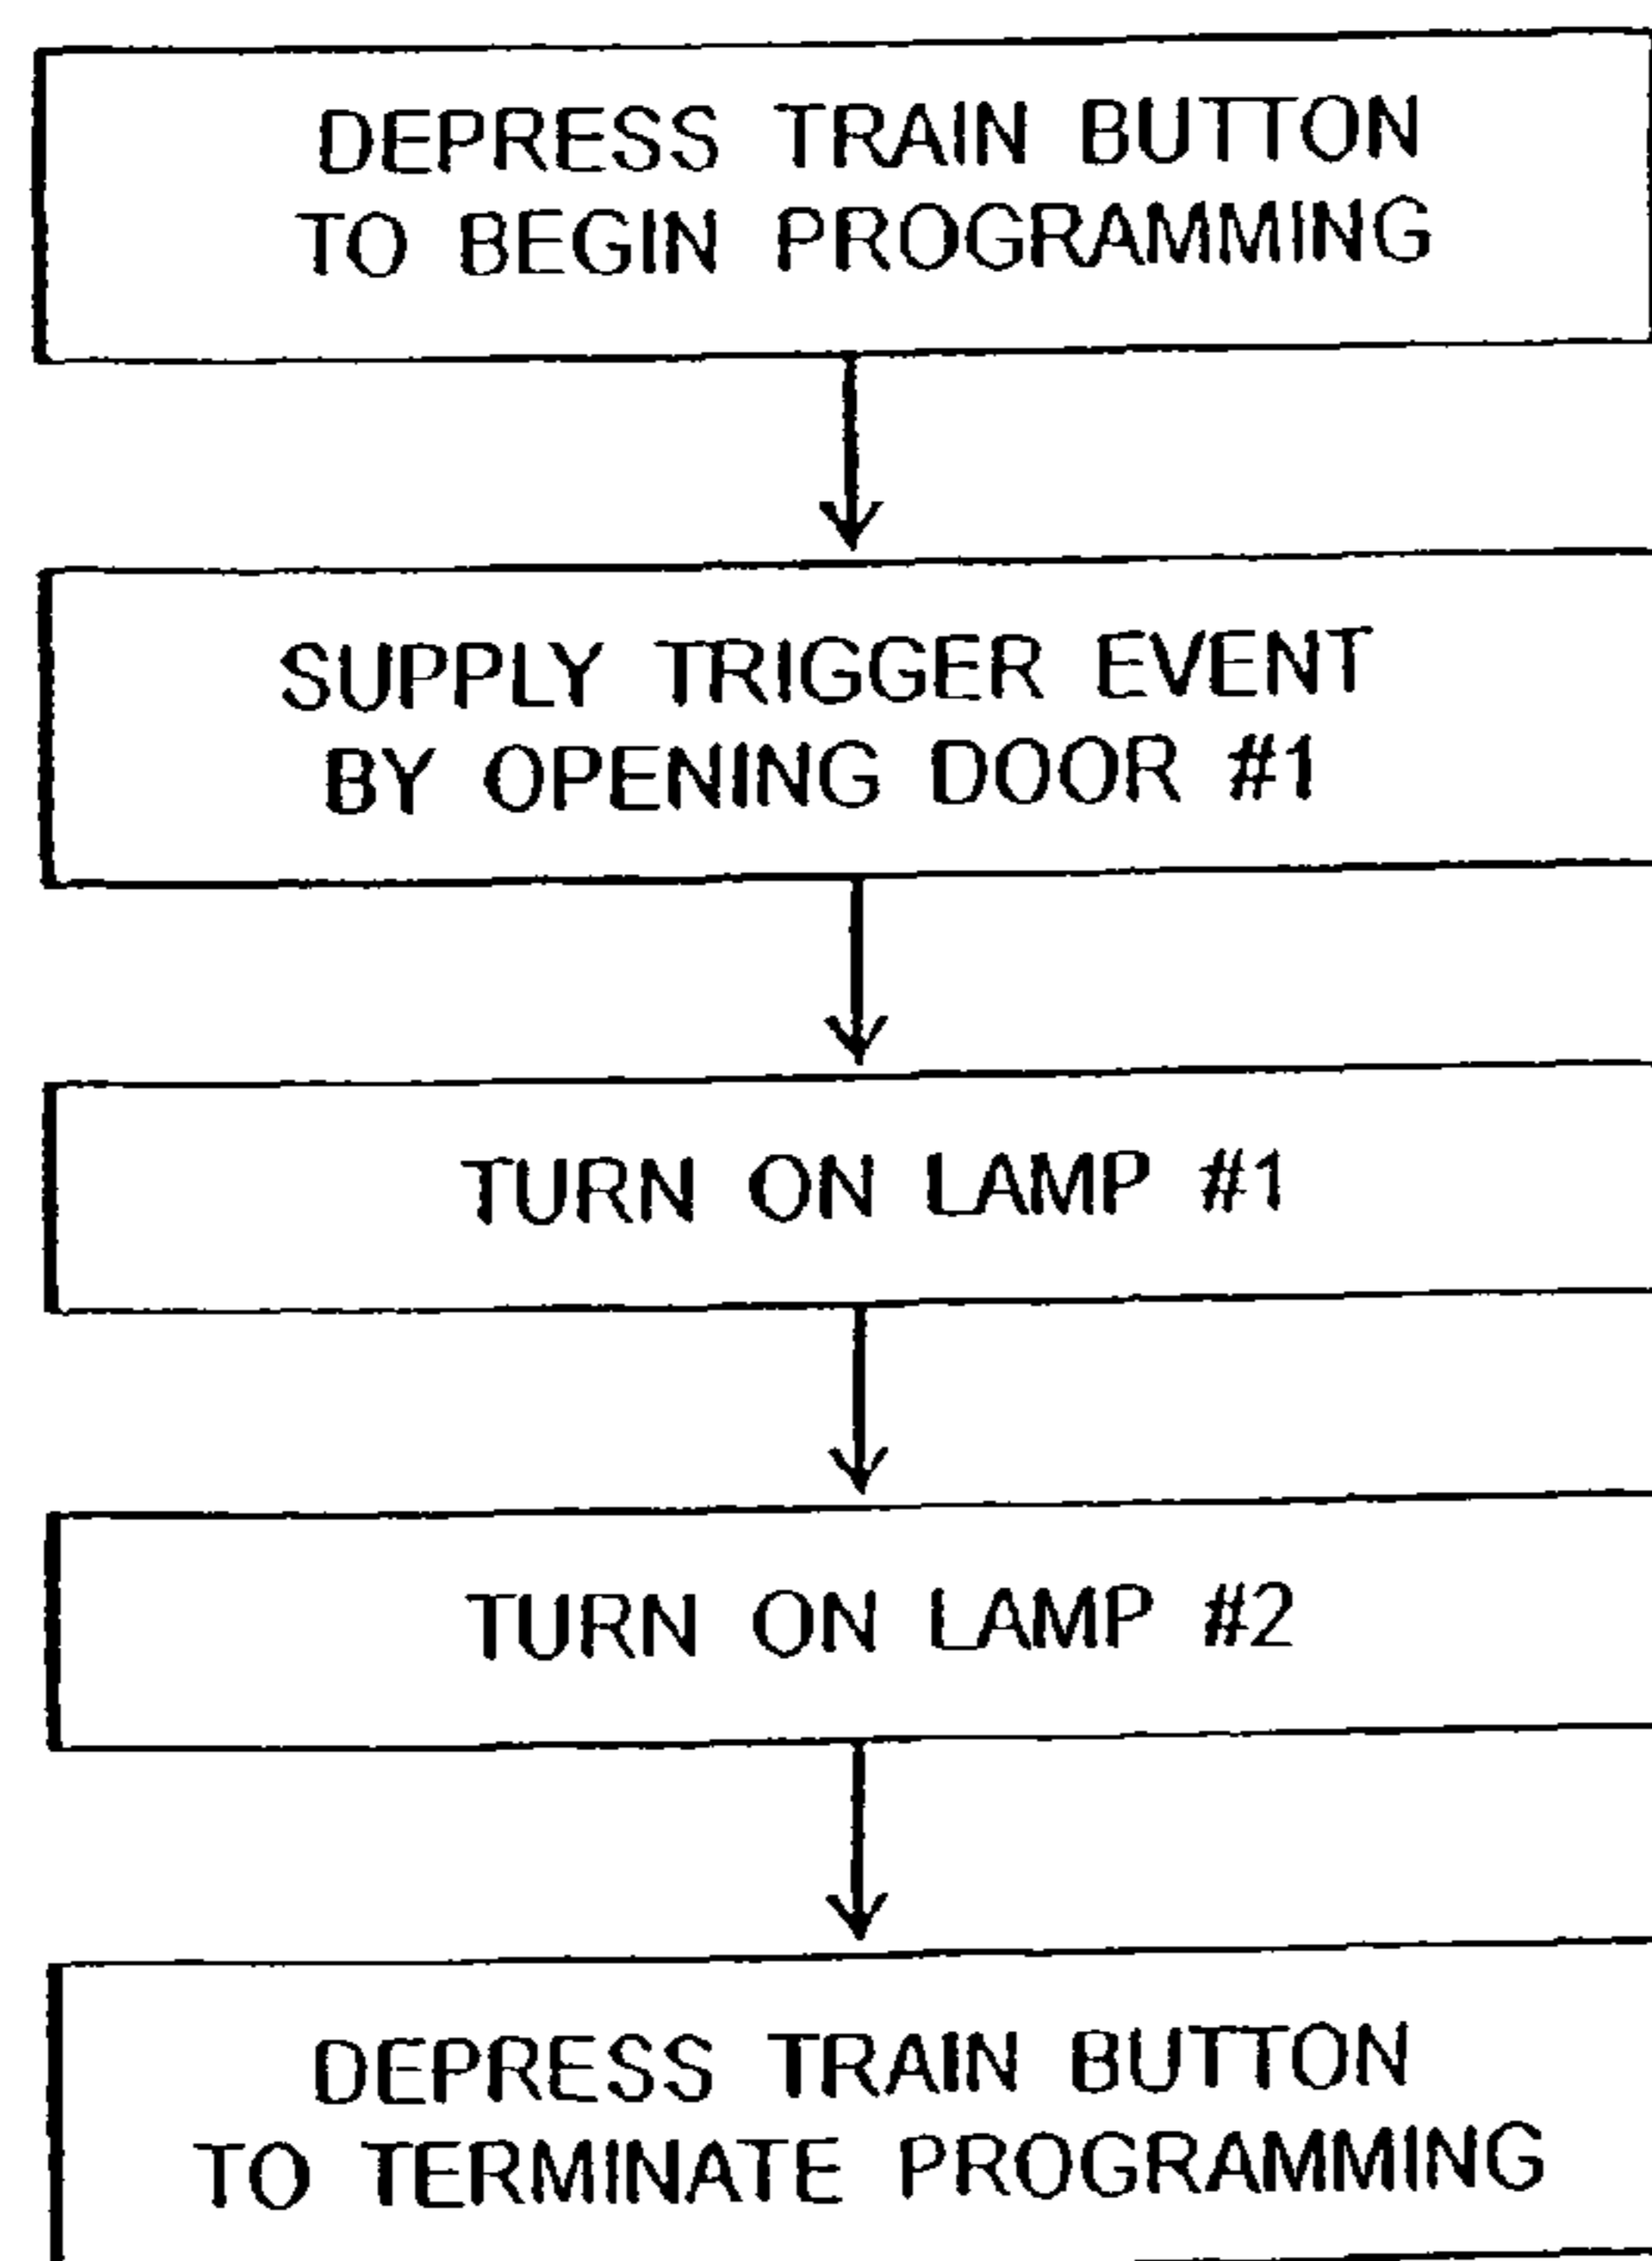 DEPRESS TRAIN BUTTON
TO BEGIN PROGRAMMING
SUPPLY TRIGGER EVENT
BY OPENING DOOR #1
TURN ON LAMP #1
TURN ON LAMP #2
DEPRESS TRAIN BUTTON
TO TERMINATE PROGRAMMING